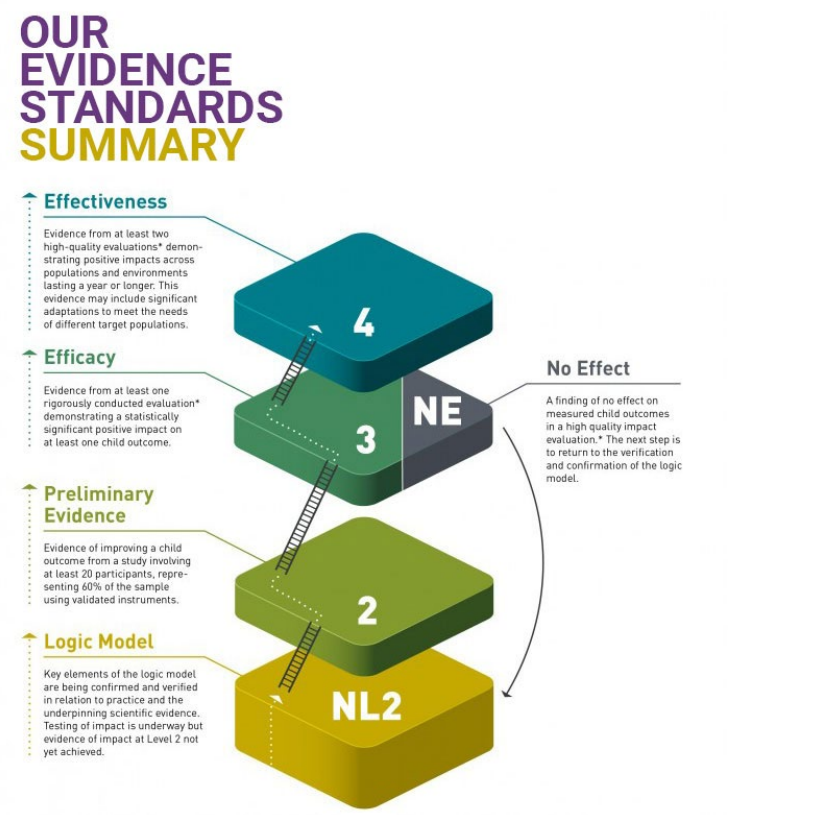 OUR
EVIDENCE
STANDARDS
SUMMARY
Effectiveness
Evidence from at least two
high-quality evaluations* demon-
strating positive impacts across
populations and environments
lasting a year or longer. This
evidence may include significant
adaptations to meet the needs
of different target populations.
4
Efficacy
Evidence from at least one
rigorously conducted evaluation*
demonstrating a statistically
significant positive impact on
at least one child outcome.
3
NE
No Effect
A finding of no effect on
measured child outcomes
in a high quality impact
evaluation.* The next step is
to return to the verification
and confirmation of the logic
model.
Preliminary
Evidence
Evidence of improving a child
outcome from a study involving
at least 20 participants, repre-
senting 60% of the sample
using validated instruments.
2
Logic Model
Key elements of the logic model
are being confirmed and verified
in relation to practice and the
underpinning scientific evidence.
Testing of impact is underway but
evidence of impact at Level 2 not
yet achieved.
NL2